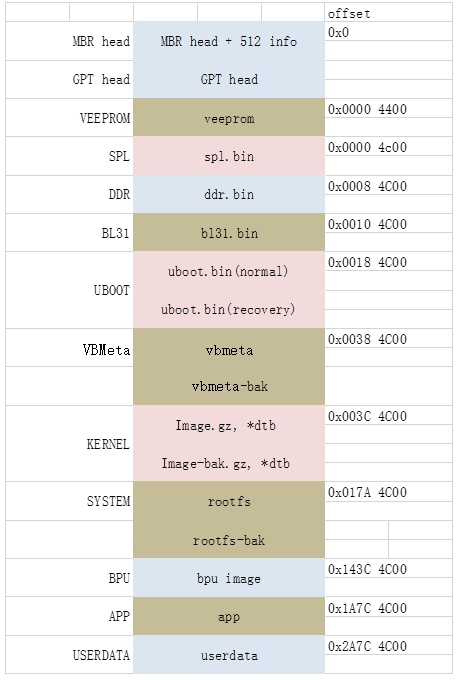 offset
MBR head MBR head + 512 info 0x0
GPT head GPT head
VEEPROM veeprom 0x0000 4400
SPL spl.bin 0x0000 4c00
DDR ddr.bin 0x0008 4C00
BL31 bl31.bin 0x0010 4C00
UBOOT uboot.bin(normal) 0x0018 4C00
uboot.bin(recovery)
VBMeta vbmeta 0x0038 4C00
vbmeta-bak
KERNEL Image.gz, *dtb 0x003C 4C00
Image-bak.gz, *dtb
SYSTEM rootfs 0x017A 4C00
rootfs-bak
BPU bpu image 0x143C 4C00
APP app 0x1A7C 4C00
USERDATA userdata 0x2A7C 4C00